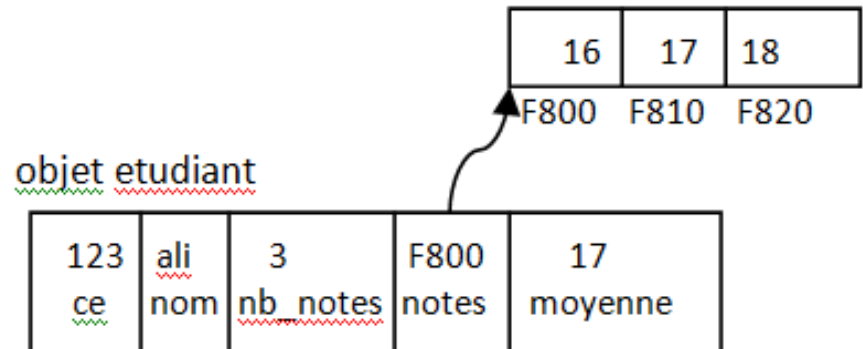 16 17 18
F800 F810 F820
objet etudiant
123 ali 3 F800 17
ce nom nb_notes notes moyenne